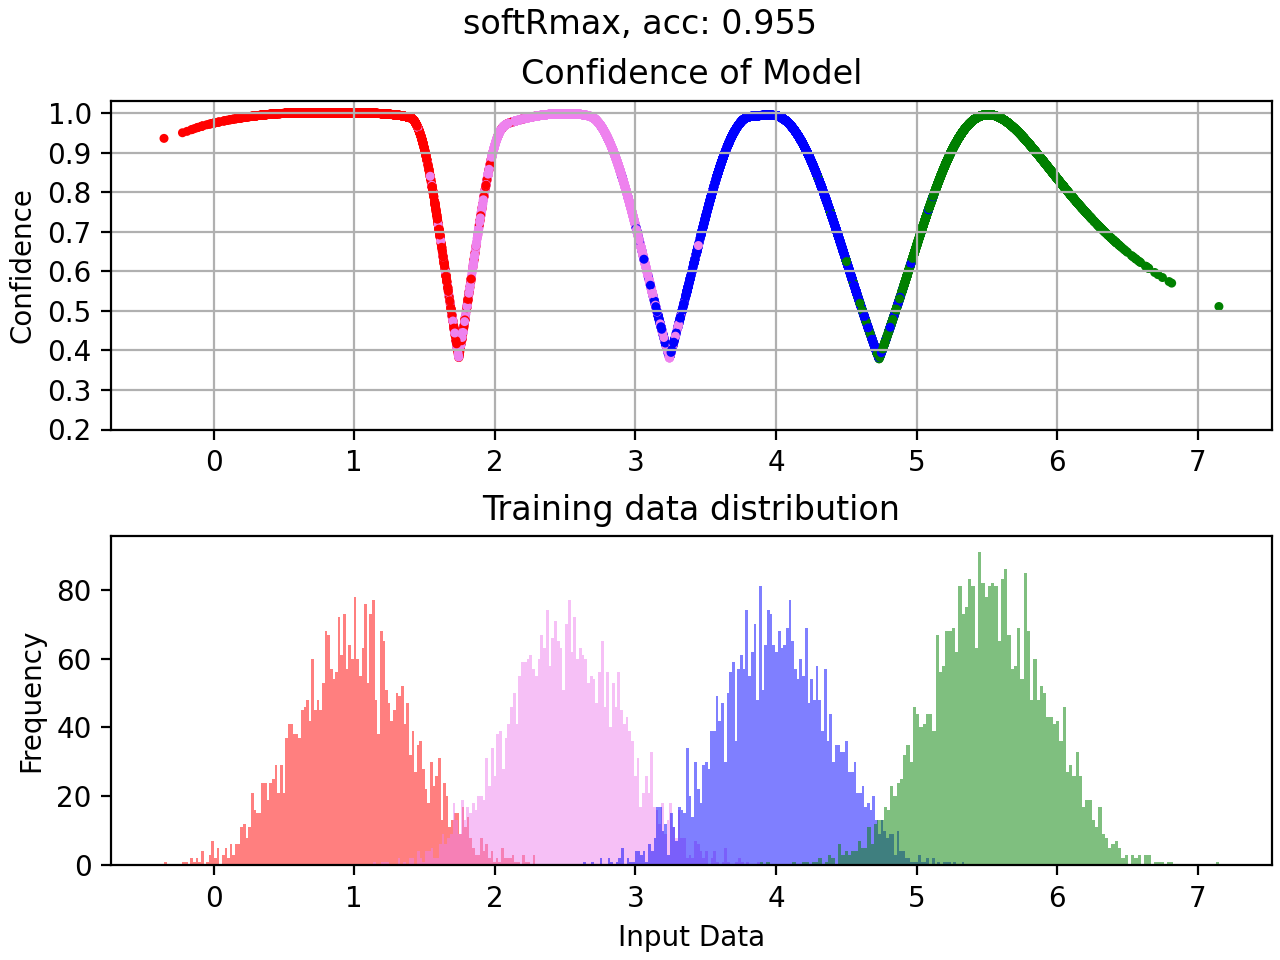 softRmax, acc: 0.955
Confidence of Model
Confidence
1.0
0.9
0.8
0.7
0.6
0.5
0.4
0.3
0.2
0 1 2 3 4 5 6 7
Training data distribution
Frequency
80
60
40
20
0
0 1 2 3 4 5 6 7
Input Data